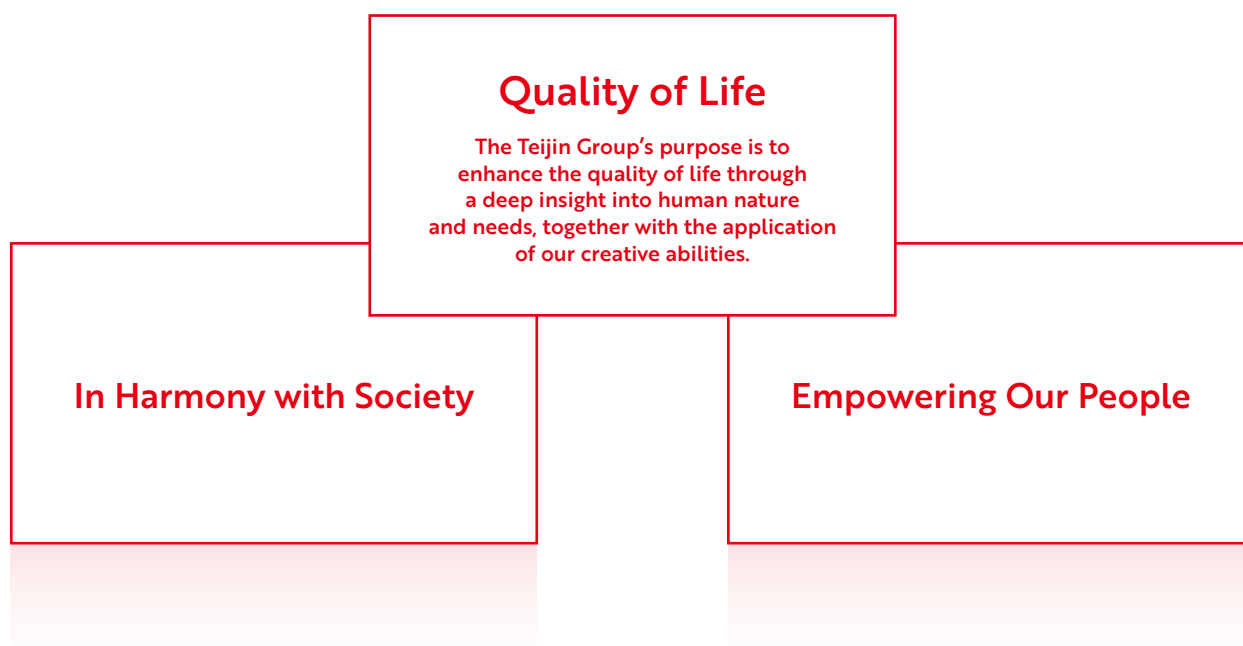 Quality of Life
The Teijin Group’s purpose is to
enhance the quality of life through
a deep insight into human nature
and needs, together with the application
of our creative abilities.
In Harmony with Society
Empowering Our People